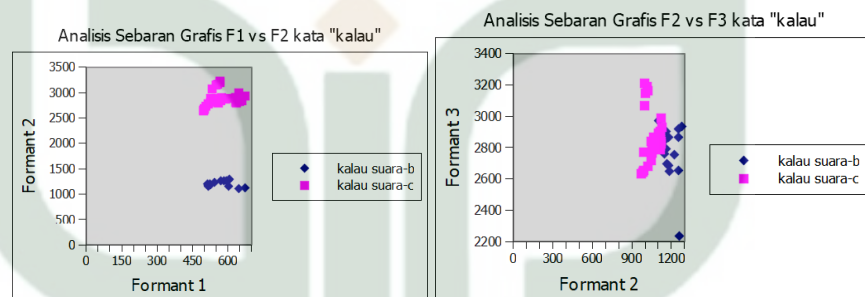 Analisis Sebaran Grafis F1 vs F2 kata "kalau"
3500
3000
2500
2000
1500
1000
500
0
0 150 300 450 600
Formant 2
Formant 1
kalau suara-b
kalau suara-c
Analisis Sebaran Grafis F2 vs F3 kata "kalau"
3400
3200
3000
2800
2600
2400
2200
0 300 600 900 1200
Formant 3
Formant 2
kalau suara-b
kalau suara-c